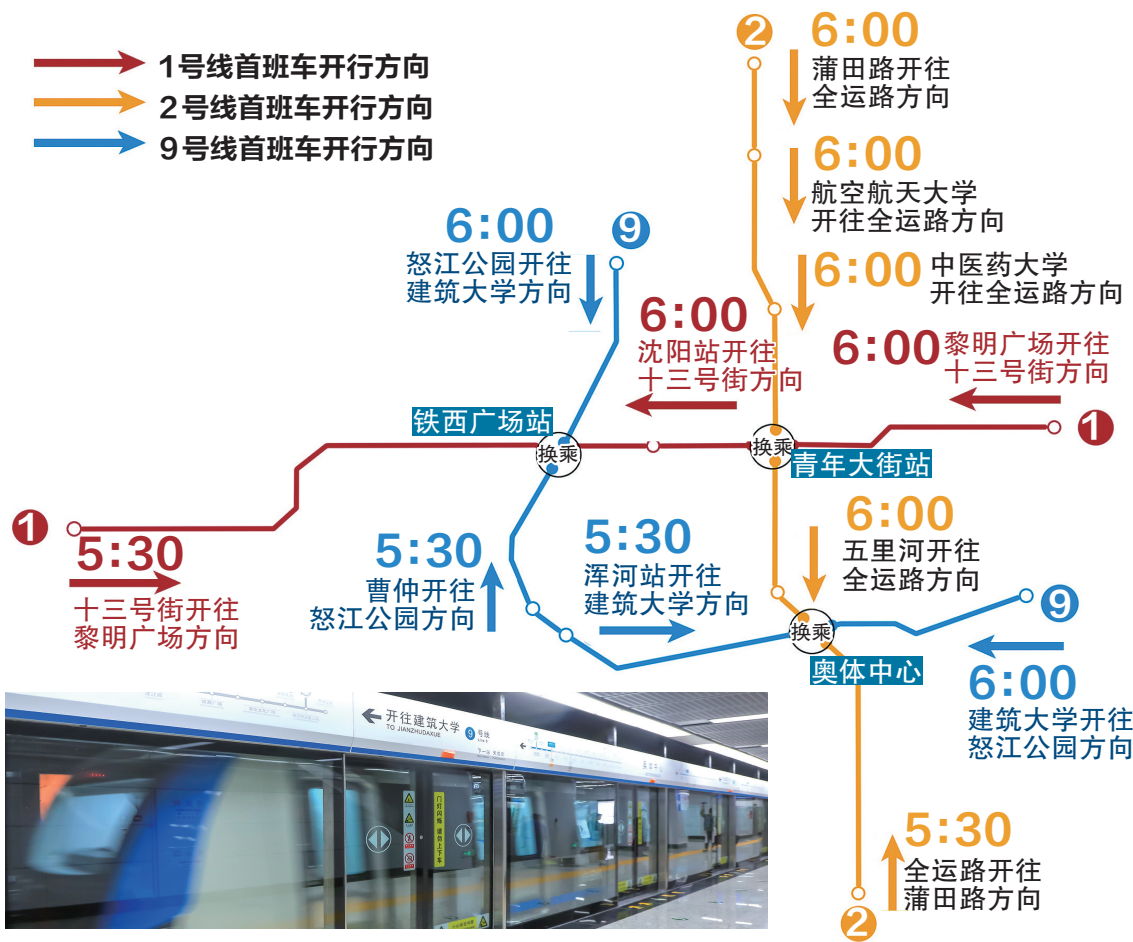 1号线首班车开行方向
2号线首班车开行方向
9号线首班车开行方向
2
6:00
蒲田路开往
全运路方向
6:00
航空航天大学
开往全运路方向
6:00
中医药大学
开往全运路方向
9
6:00
怒江公园开往
建筑大学方向
6:00
沈阳站开往
十三号街方向
6:00
黎明广场开往
十三号街方向
1
铁西广场站
换乘
换乘
青年大街站
1
5:30
十三号街开往
黎明广场方向
5:30
曹仲开往
怒江公园方向
5:30
浑河站开往
建筑大学方向
6:00
五里河开往
全运路方向
9
换乘
奥体中心
6:00
建筑大学开往
怒江公园方向
5:30
全运路开往
蒲田路方向
2
开往建筑大学
TO JIANZHUDAXUE
9 号线
门灯闪烁 请勿上下车